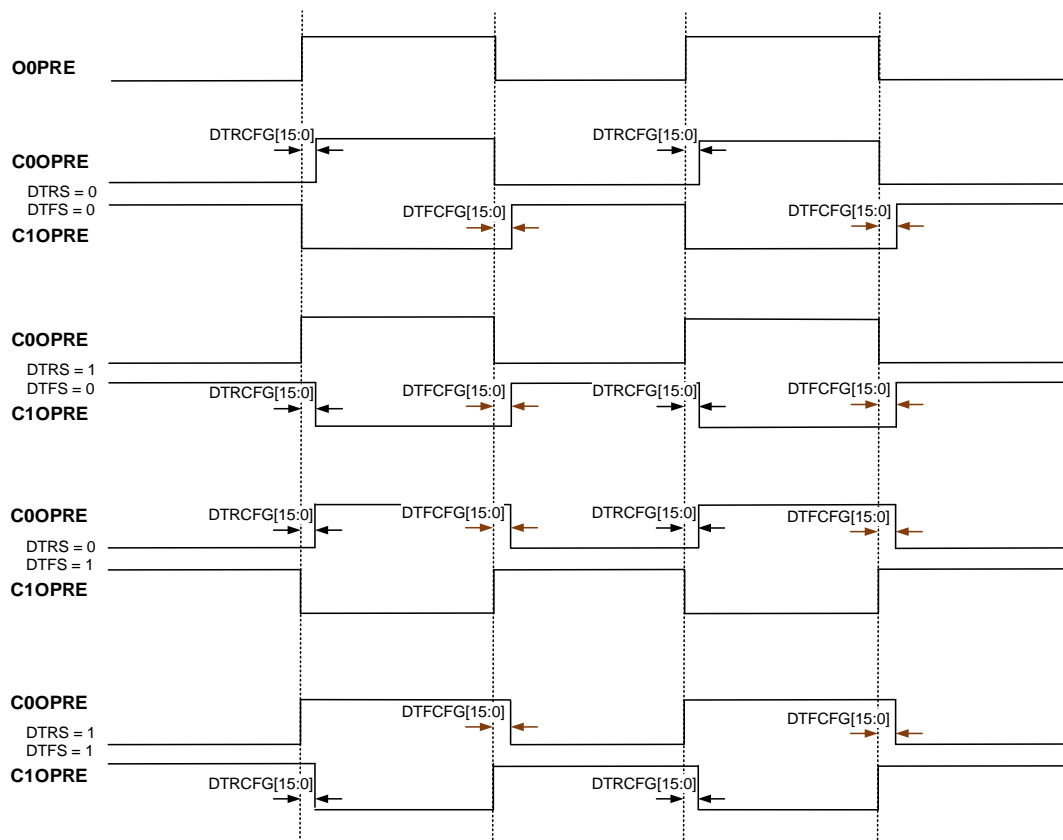 O0PRE
DTRCFG[15:0]
DTRCFG[15:0]
C0OPRE
DTRS = 0
DTFS = 0
DTFCFG[15:0]
DTFCFG[15:0]
C1OPRE
C0OPRE
DTRS = 1
DTFS = 0
DTRCFG[15:0]
DTFCFG[15:0]
DTRCFG[15:0]
DTFCFG[15:0]
C1OPRE
C0OPRE
DTRCFG[15:0]
DTFCFG[15:0]
DTRCFG[15:0]
DTFCFG[15:0]
DTRS = 0
DTFS = 1
C1OPRE
C0OPRE
DTFCFG[15:0]
DTFCFG[15:0]
DTRS = 1
DTFS = 1
C1OPRE
DTRCFG[15:0]
DTRCFG[15:0]